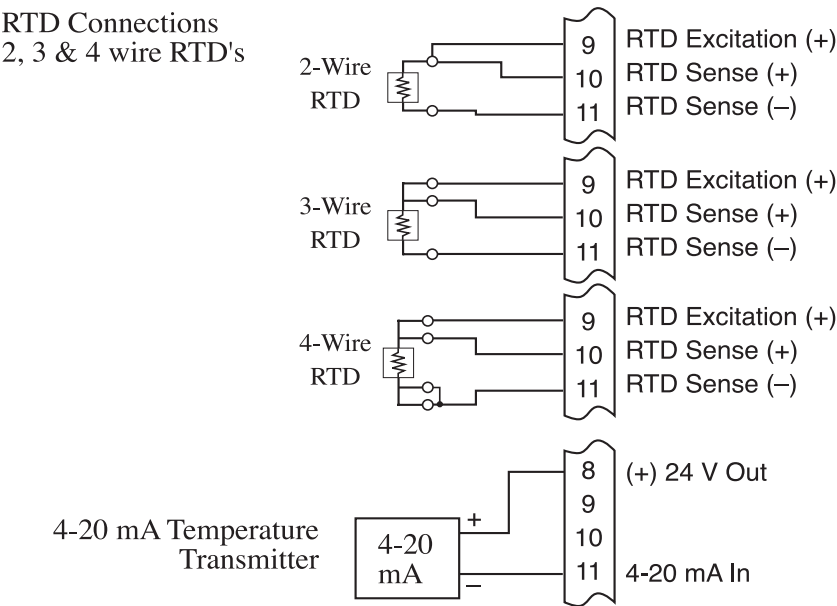 RTD Connections
2, 3 & 4 wire RTD's
2-Wire
RTD
9 RTD Excitation (+)
10 RTD Sense (+)
11 RTD Sense (–)
3-Wire
RTD
9 RTD Excitation (+)
10 RTD Sense (+)
11 RTD Sense (–)
4-Wire
RTD
9 RTD Excitation (+)
10 RTD Sense (+)
11 RTD Sense (–)
4-20 mA Temperature
Transmitter
4-20
mA
+
–
8 (+) 24 V Out
9
10
11 4-20 mA In